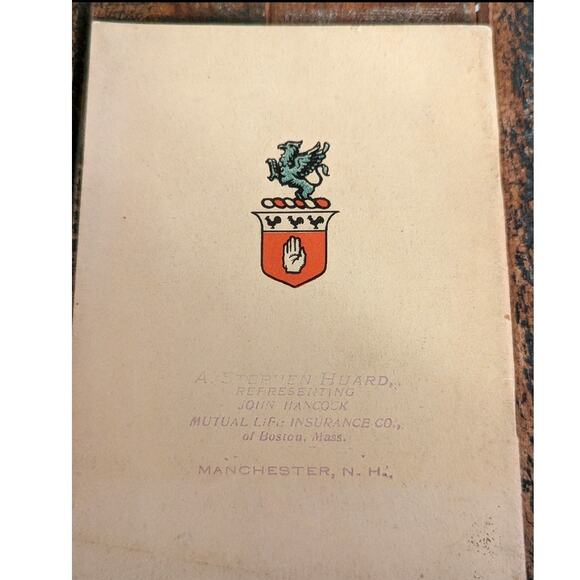 A. STEPHEN HUARD,
REPRESENTING
JOHN HANCOCK
MUTUAL LIFE INSURANCE CO.,
of Boston, Mass.
MANCHESTER, N. H.,